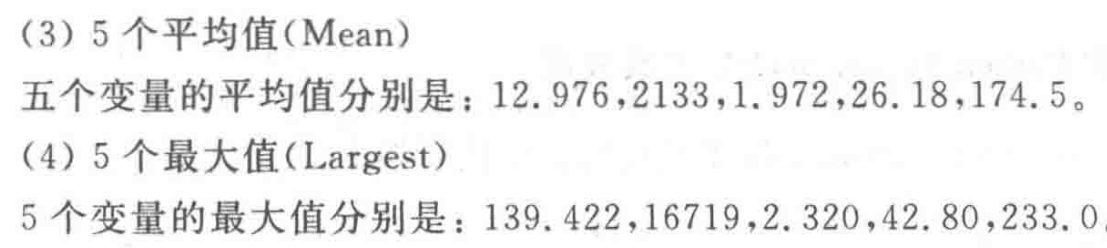 (3) 5 个平均值(Mean)
五个变量的平均值分别是：12.976,2133,1.972,26.18,174.5。
(4) 5 个最大值(Largest)
5 个变量的最大值分别是：139.422,16719,2.320,42.80,233.0